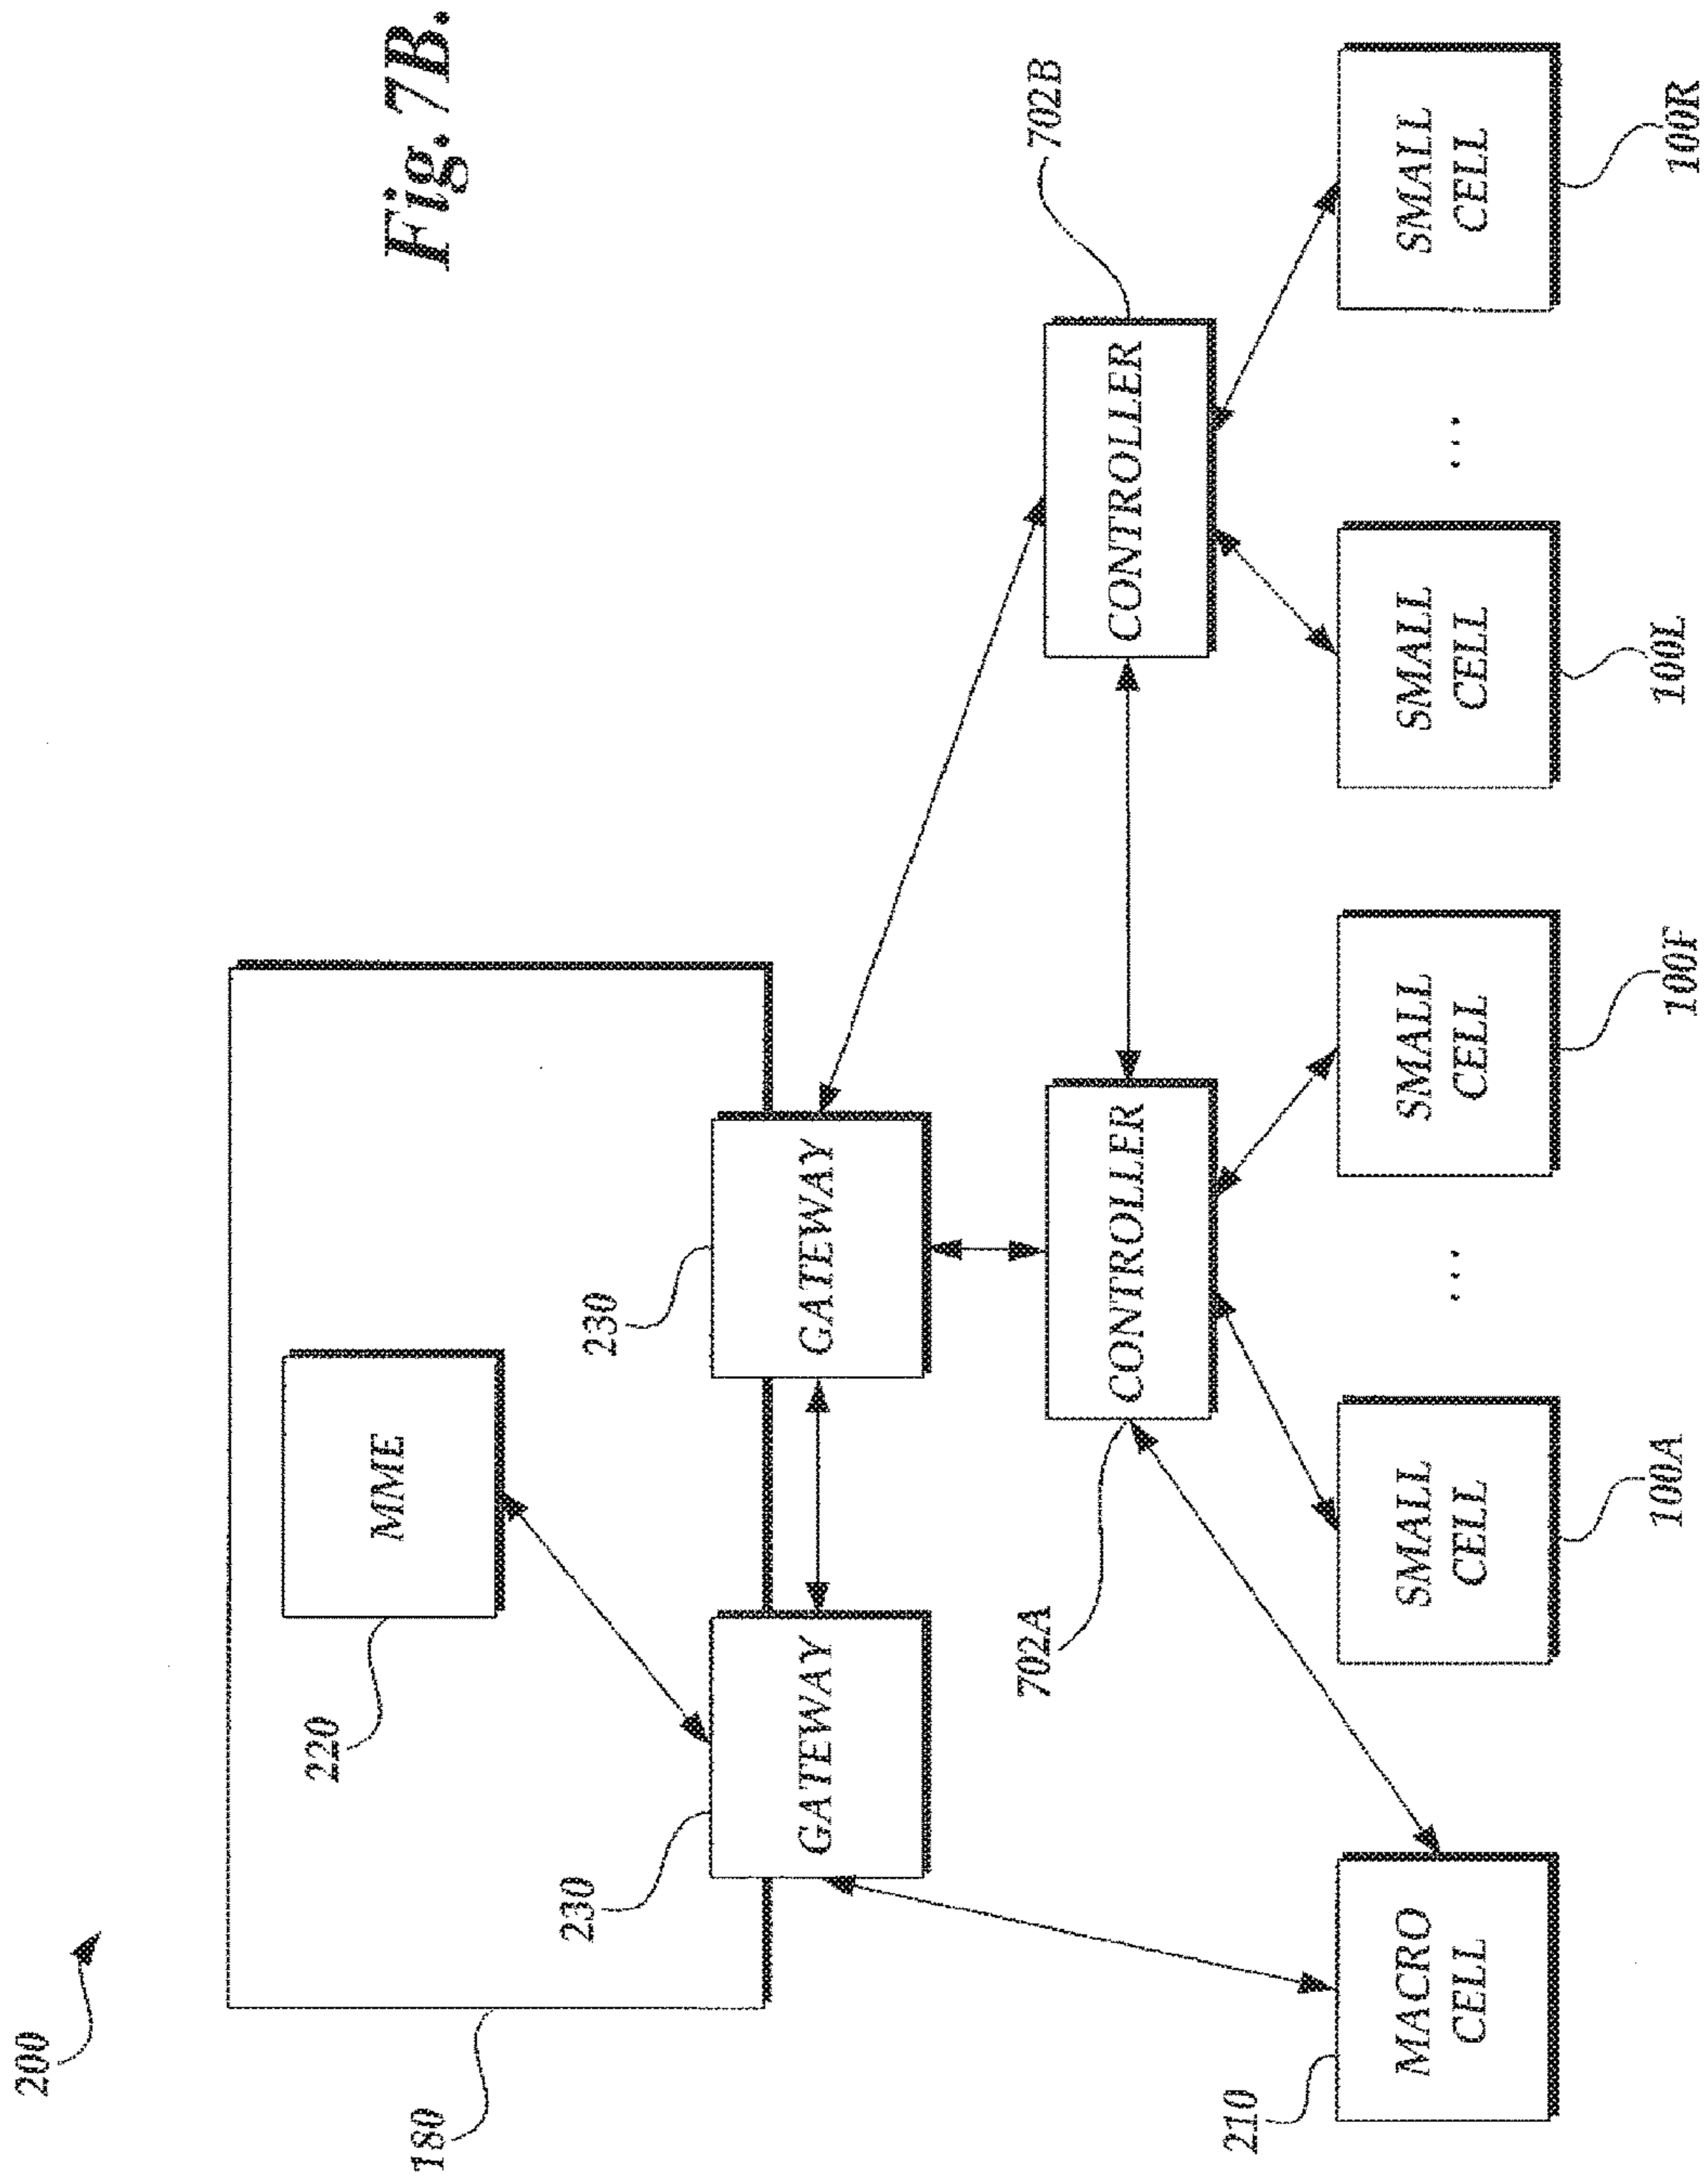 Fig. 7B.
200
180
220
MME
230
GATEWAY
230
GATEWAY
702A
CONTROLLER
702B
CONTROLLER
210
MACRO
CELL
SMALL
CELL
100A
...
SMALL
CELL
100F
SMALL
CELL
100L
...
SMALL
CELL
100R